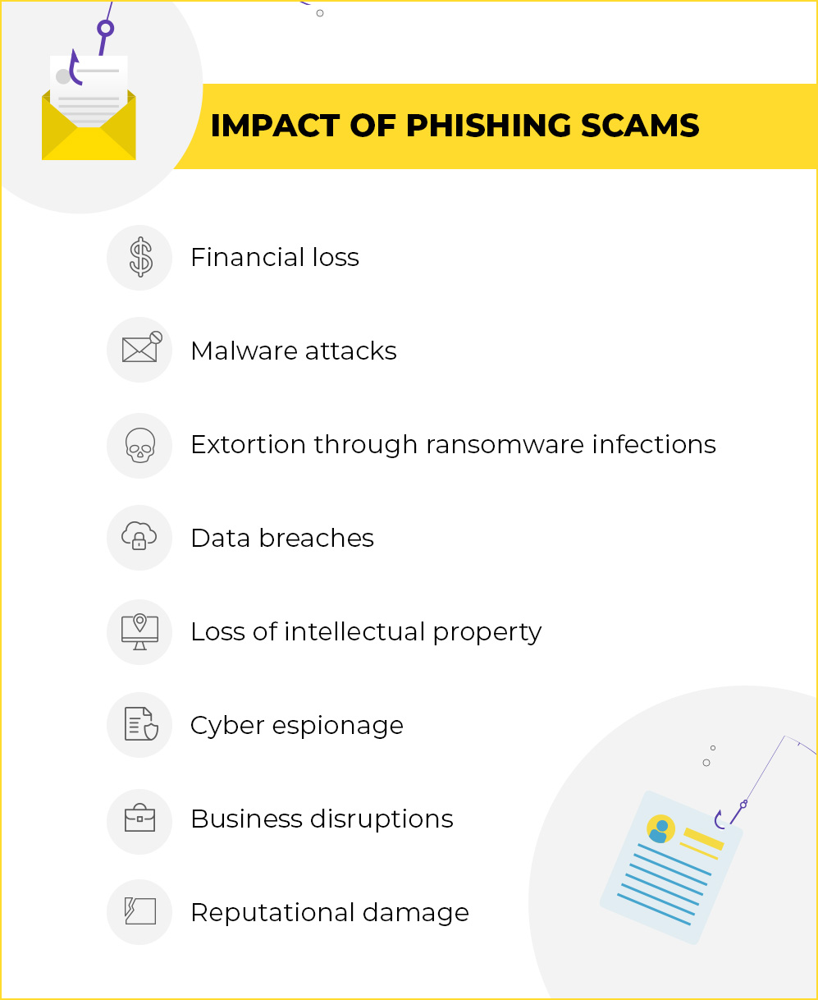 IMPACT OF PHISHING SCAMS
Financial loss
Malware attacks
Extortion through ransomware infections
Data breaches
Loss of intellectual property
Cyber espionage
Business disruptions
Reputational damage